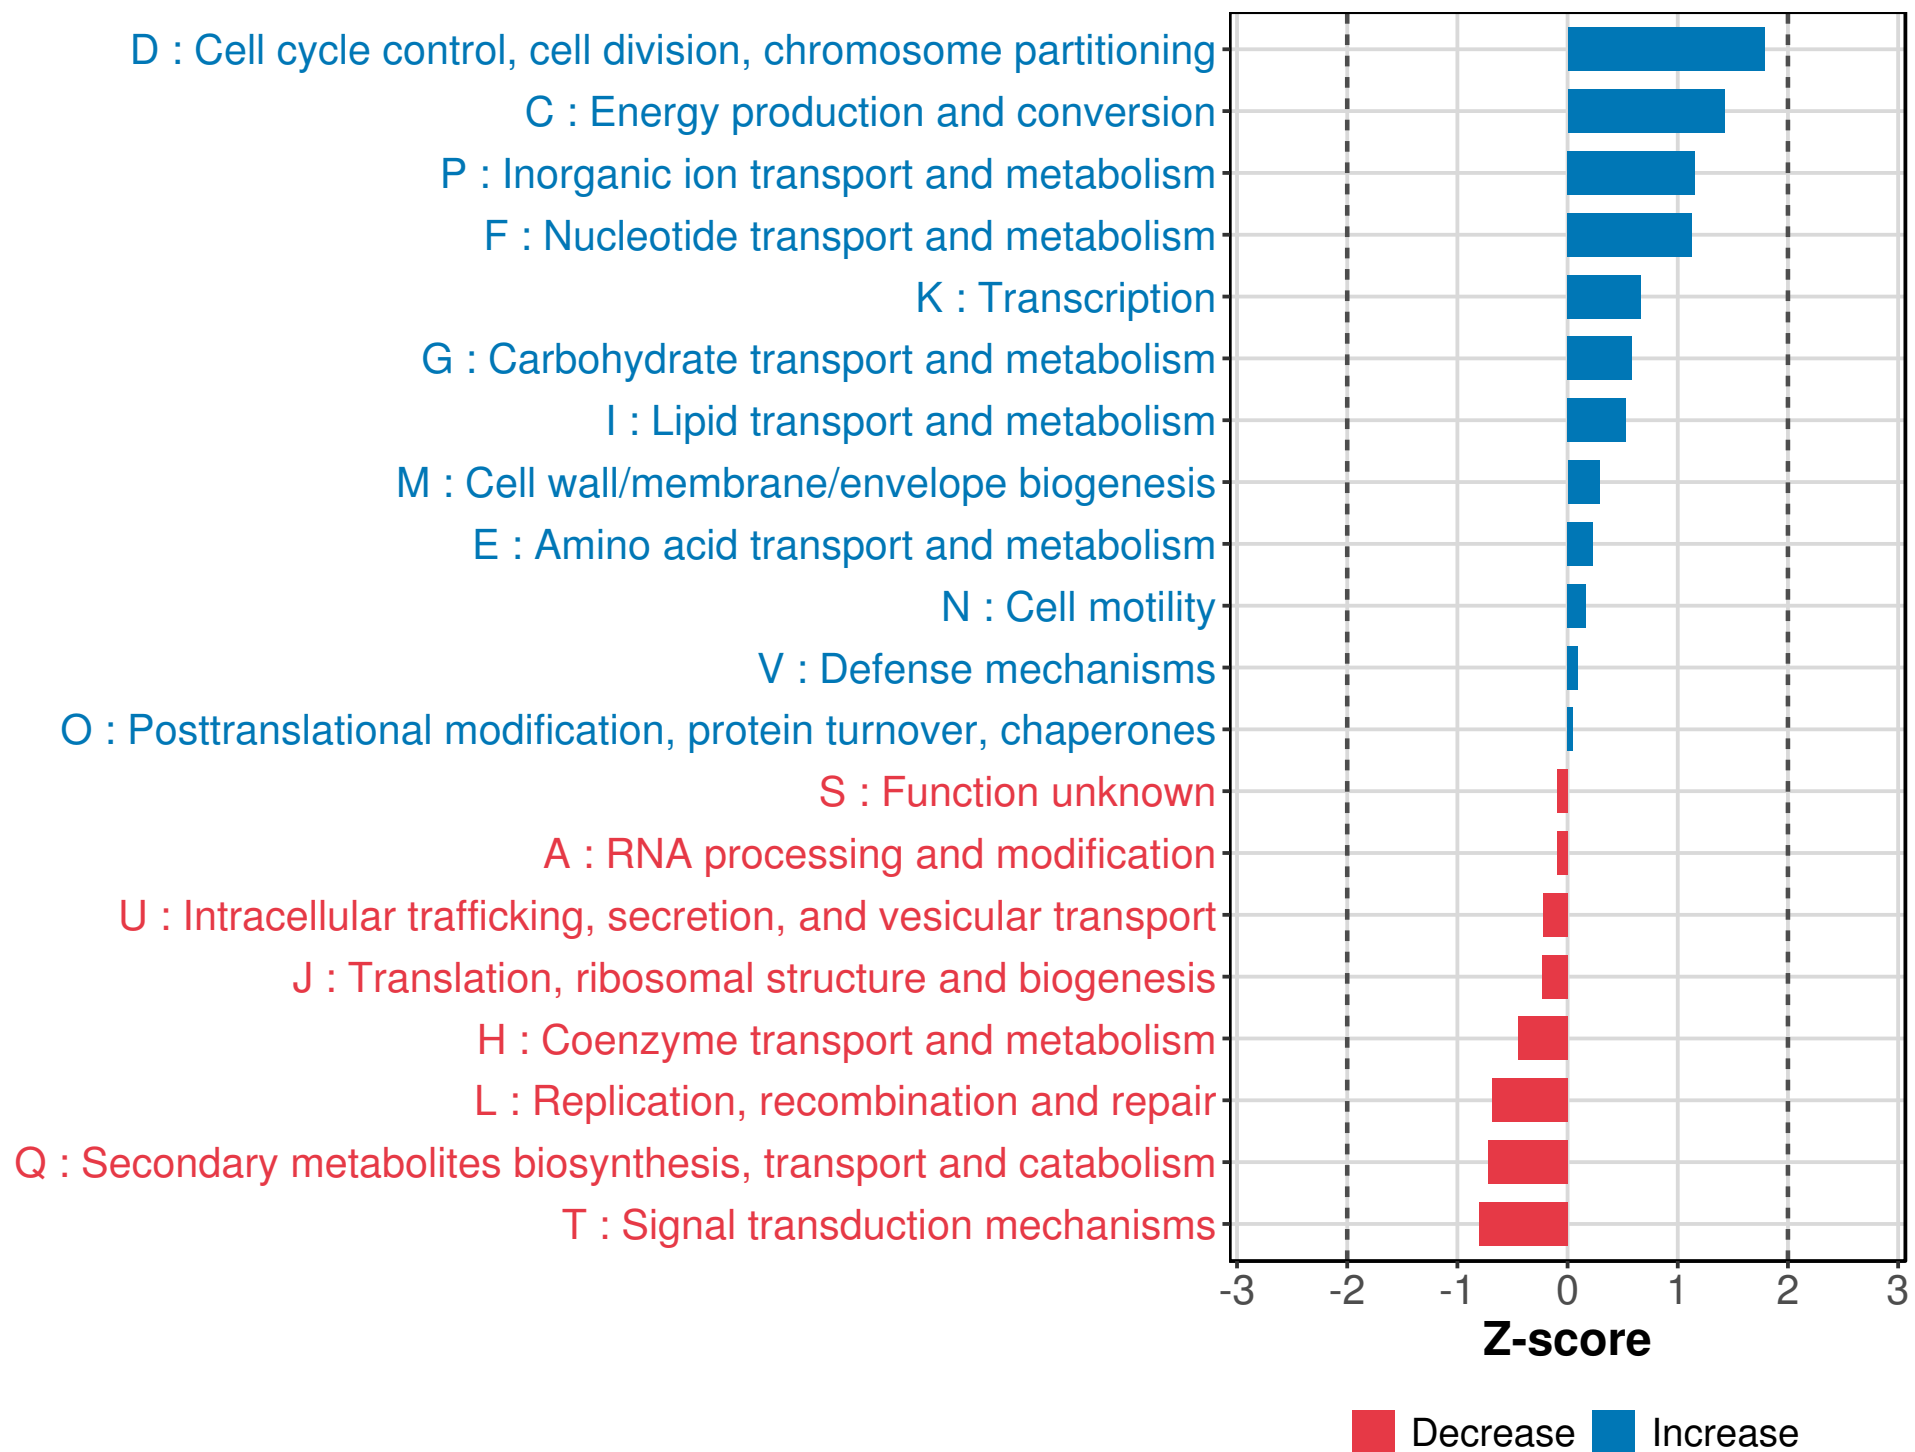 D : Cell cycle control, cell division, chromosome partitioning
C : Energy production and conversion
P : Inorganic ion transport and metabolism
F : Nucleotide transport and metabolism
K : Transcription
G : Carbohydrate transport and metabolism
I : Lipid transport and metabolism
M : Cell wall/membrane/envelope biogenesis
E : Amino acid transport and metabolism
N : Cell motility
V : Defense mechanisms
O : Posttranslational modification, protein turnover, chaperones
S : Function unknown
A : RNA processing and modification
U : Intracellular trafficking, secretion, and vesicular transport
J : Translation, ribosomal structure and biogenesis
H : Coenzyme transport and metabolism
L : Replication, recombination and repair
Q : Secondary metabolites biosynthesis, transport and catabolism
T : Signal transduction mechanisms
-3 -2 -1 0 1 2 3
Z-score
Decrease Increase